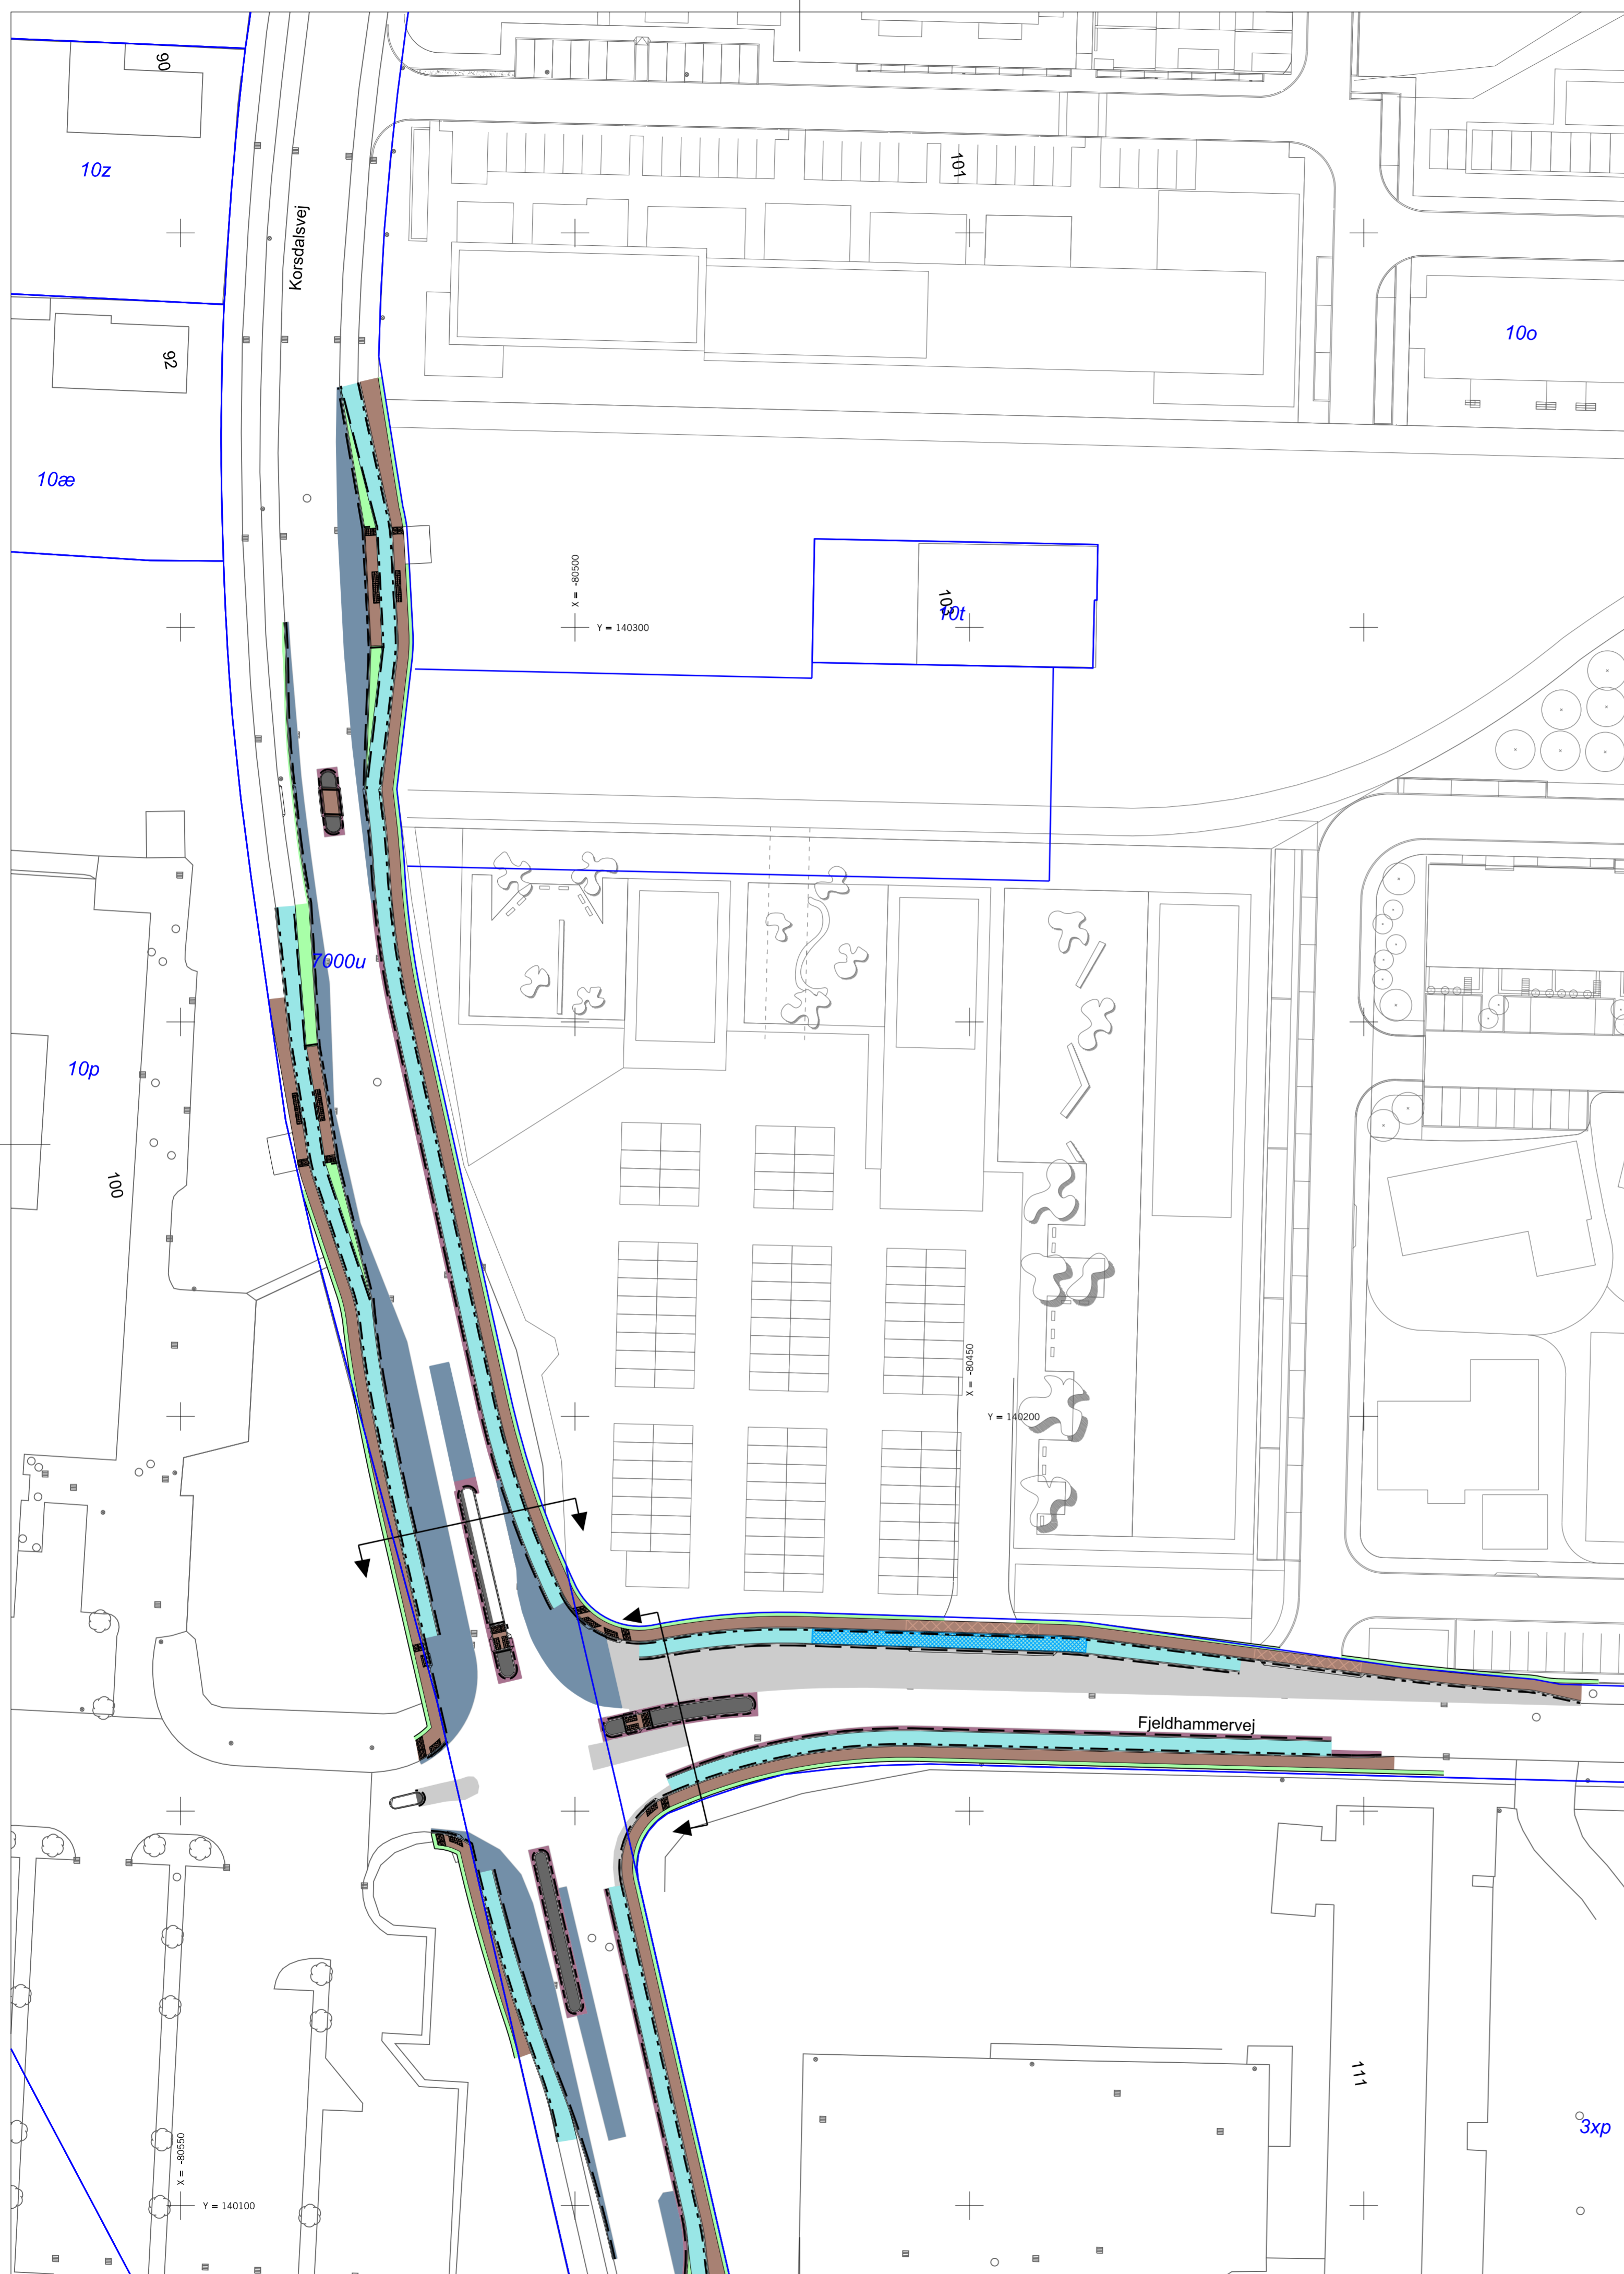 90
101
10z
Korsdalsvej
10o
92
10æ
X = -80500
103
10t
Y = 140300
7000u
10p
100
X = -80450
Y = 140200
Fjeldhammervej
111
3xp
X = -80550
Y = 140100